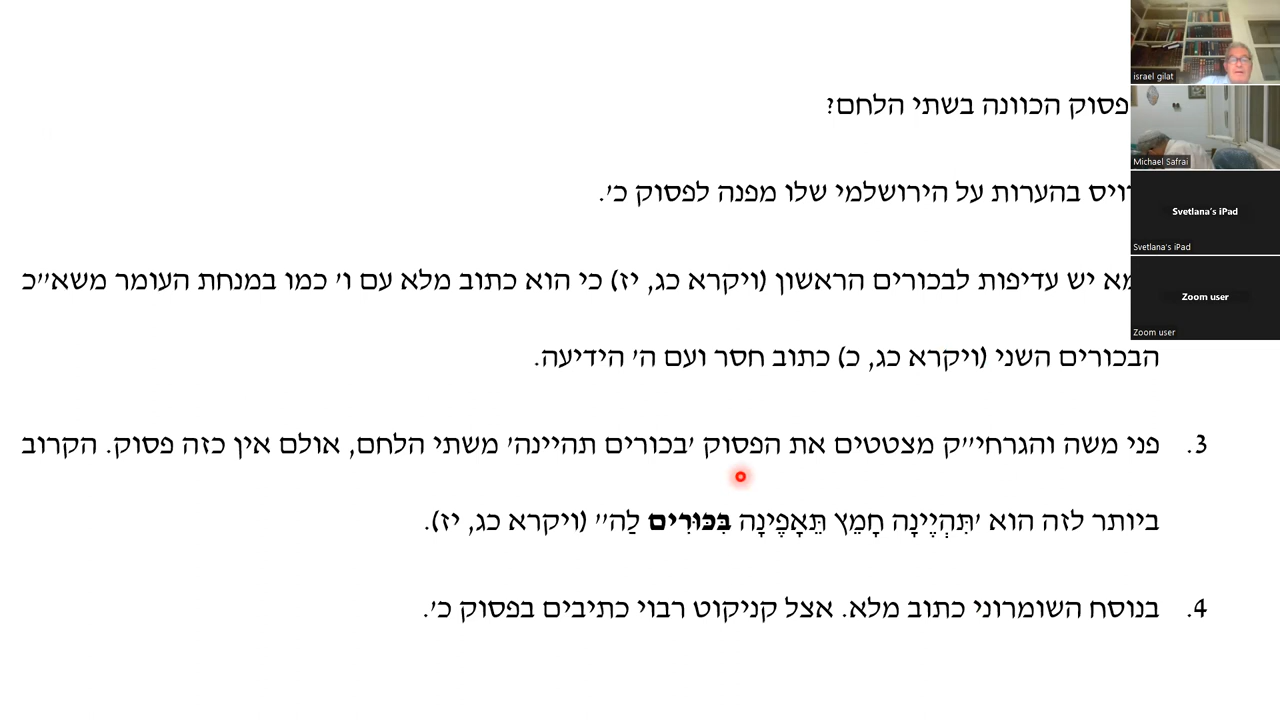 פסוק הכוונה בשתי הלחם?
בהערות על הירושלמי שלו מפנה לפסוק כ'.
יש עדיפות לבכורים הראשון (ויקרא כג, יז) כי הוא כתוב מלא עם ו' כמו במנחת העומר משא''כ
הבכורים השני (ויקרא כג, כ) כתוב חסר ועם ה' הידיעה.
3. פני משה והגרחי''ק מצטטים את הפסוק 'בכורים תהיינה' משתי הלחם, אולם אין כזה פסוק. הקרוב
ביותר לזה הוא 'תִּהְיֶינָה חָמֵץ תֵּאָפֶינָה בִּכּוּרִים לַה'' (ויקרא כג, יז).
4. בנוסח השומרוני כתוב מלא. אצל קניקוט רבוי כתיבים בפסוק כ'.
israel gilat
Michael Safrai
Svetlana's iPad
Svetlana's iPad
Zoom user
Zoom user